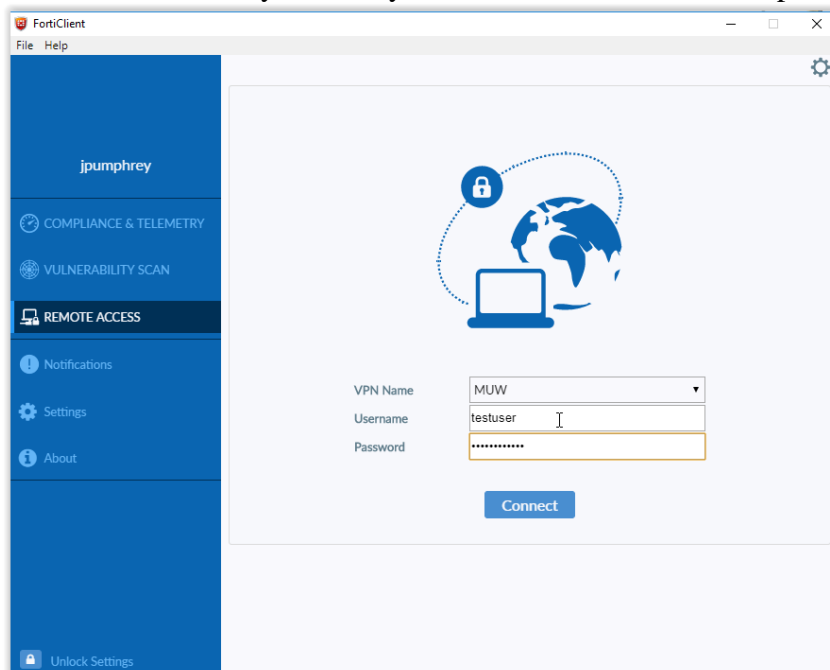 FortiClient
File Help
jpumphrey
COMPLIANCE & TELEMETRY
VULNERABILITY SCAN
REMOTE ACCESS
Notifications
Settings
About
VPN Name MUW
Username testuser
Password ••••••••••••
Connect
Unlock Settings